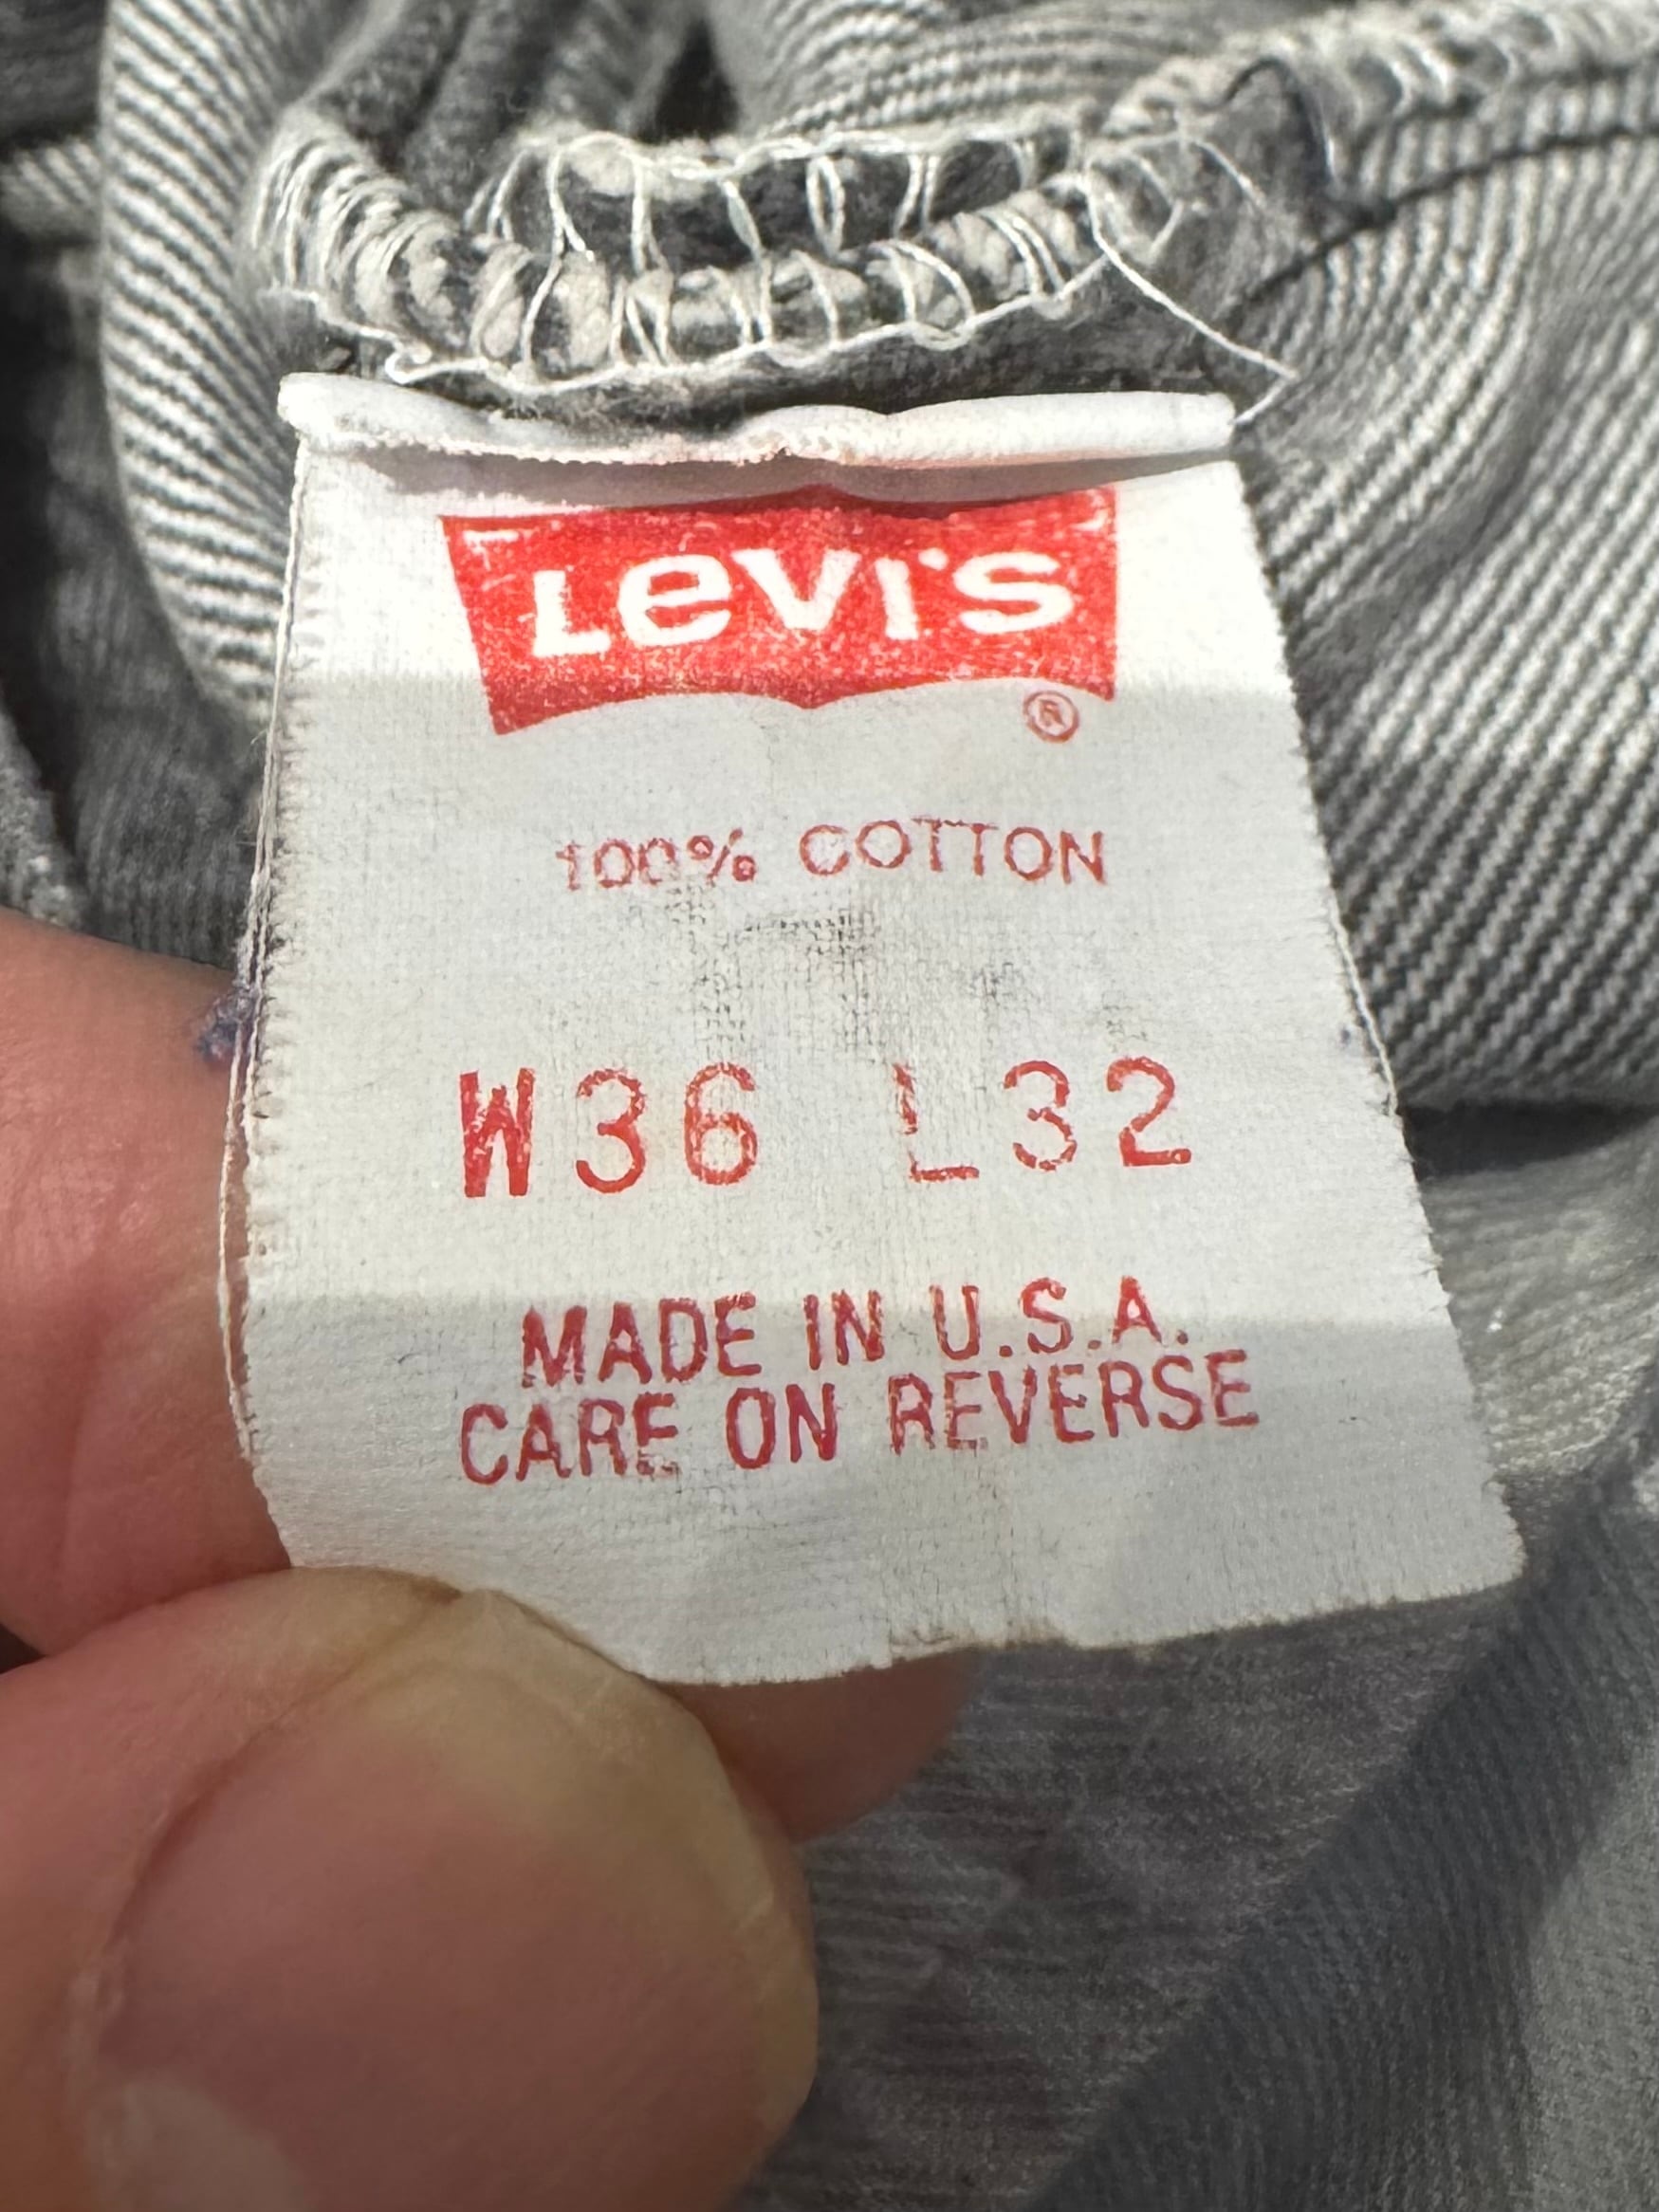 Levi's
®
100% COTTON
W36 L32
MADE IN U.S.A.
CARE ON REVERSE